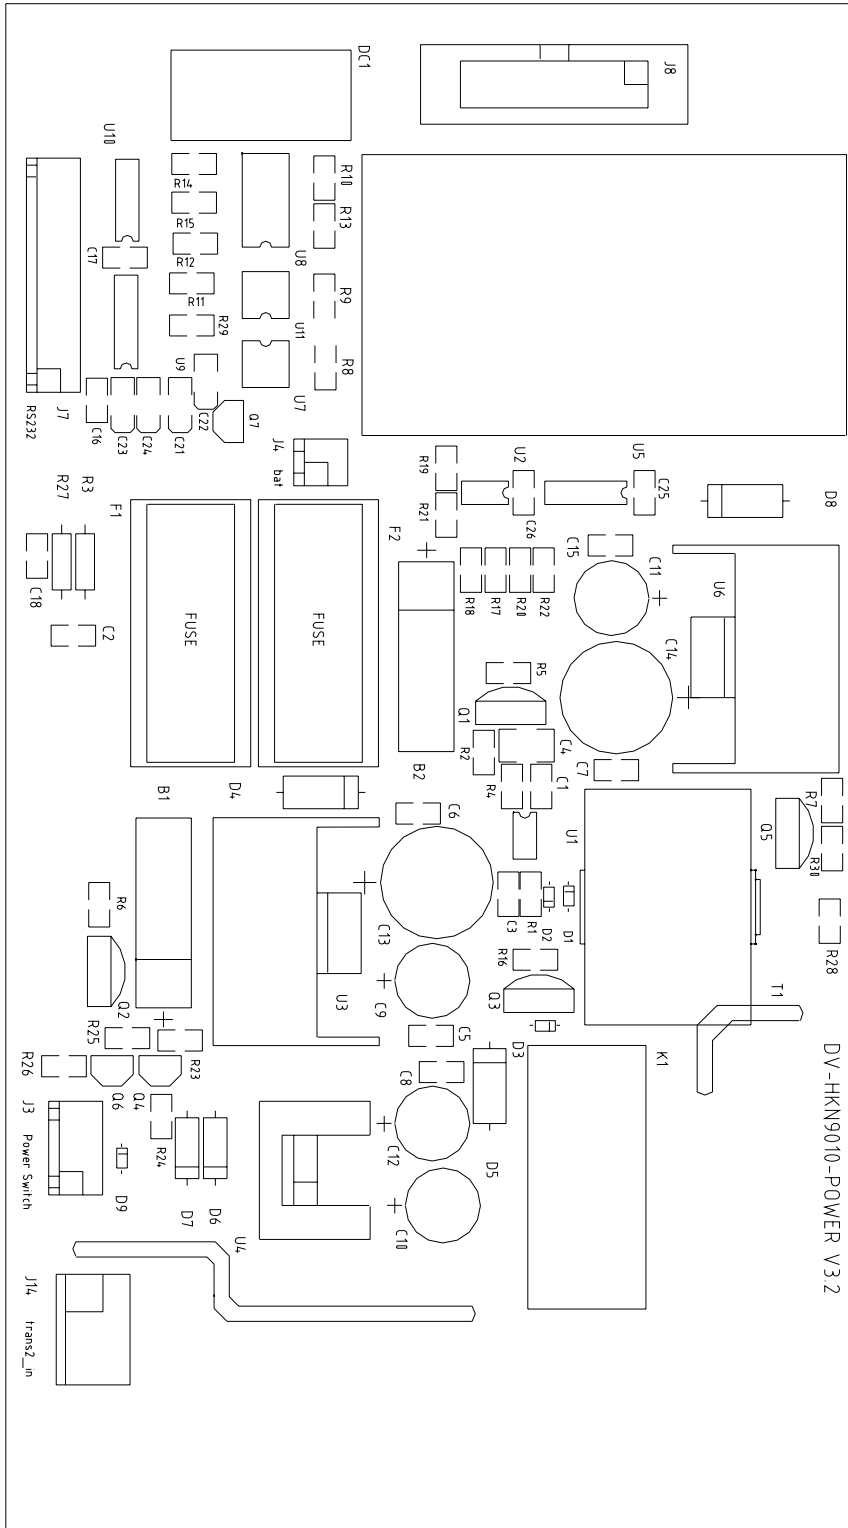 DC1
J8
U10
R14
R10
R15
R13
C17
R12
U8
R11
R9
R29
U11
U9
R8
RS232
J7
C16
C23
C24
C21
C22
Q7
U7
J4
bat
R19
U2
U5
R27
R3
F1
F2
R21
C26
C25
D8
C15
C11
U6
C18
R18
R17
R20
R22
C2
FUSE
FUSE
C14
R5
Q1
B1
D4
B2
R2
C4
C7
R4
C1
R7
C6
U1
Q5
R30
R6
C13
C3
R1
D2
D1
R28
R16
Q2
U3
C9
Q3
T1
R25
R26
R23
C5
D3
K1
C8
J3
Power Switch
Q6
Q4
R24
C12
D5
D9
D7
D6
U4
C10
DV-HKN9010-POWER V3.2
J14
trans2_in